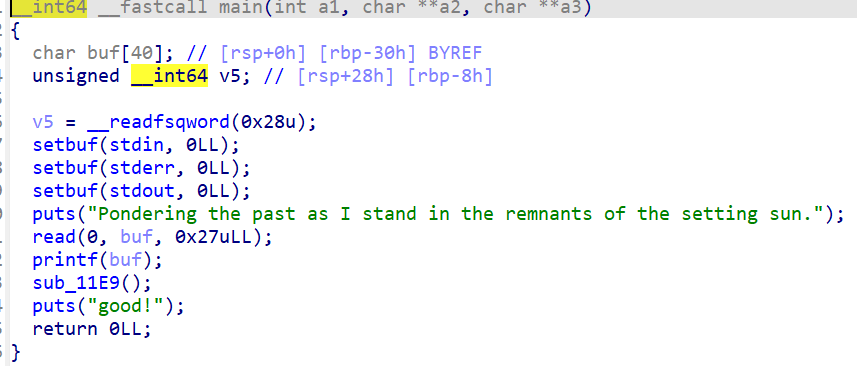 __int64 __fastcall main(int a1, char **a2, char **a3)
{
  char buf[40]; // [rsp+0h] [rbp-30h] BYREF
  unsigned __int64 v5; // [rsp+28h] [rbp-8h]

  v5 = __readfsqword(0x28u);
  setbuf(stdin, 0LL);
  setbuf(stderr, 0LL);
  setbuf(stdout, 0LL);
  puts("Pondering the past as I stand in the remnants of the setting sun.");
  read(0, buf, 0x27uLL);
  printf(buf);
  sub_11E9();
  puts("good!");
  return 0LL;
}